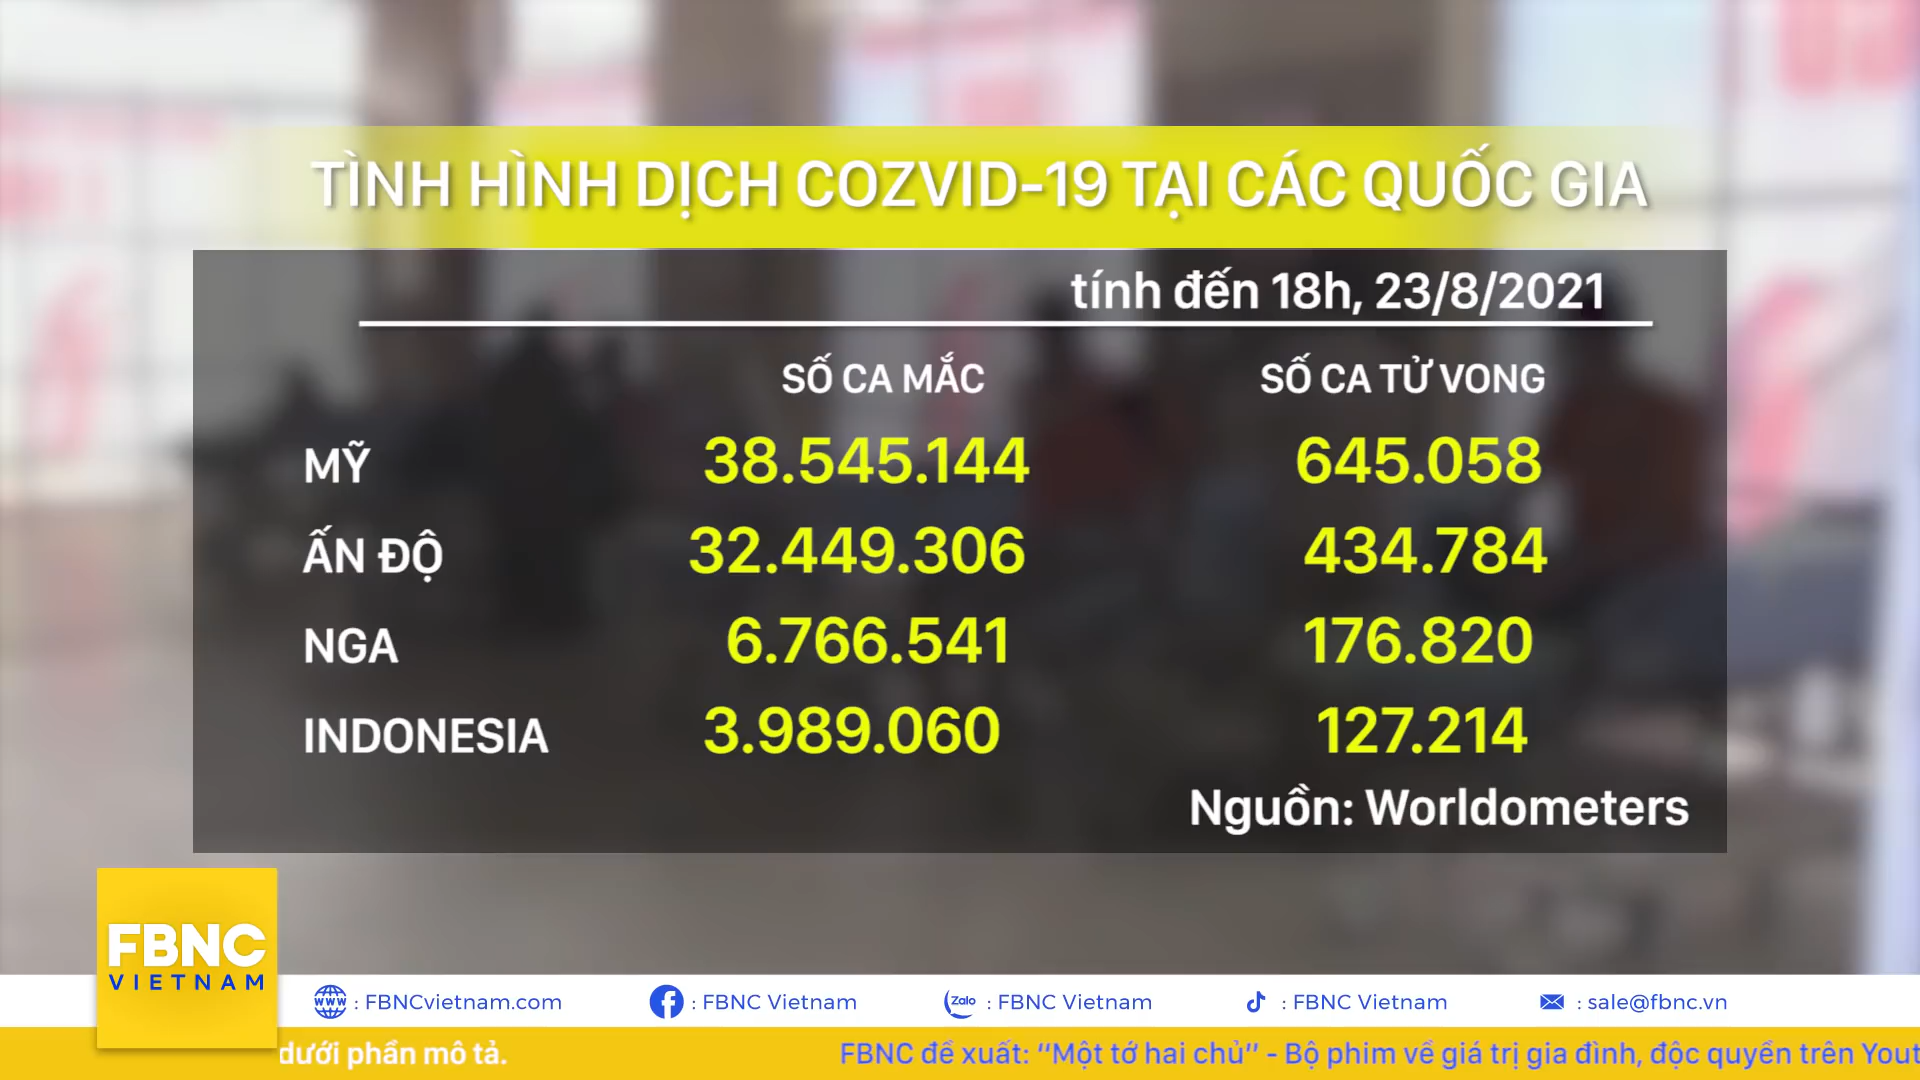 TÌNH HÌNH DỊCH COZVID-19 TẠI CÁC QUỐC GIA
tính đến 18h, 23/8/2021
SỐ CA MẮC SỐ CA TỬ VONG
MỸ 38.545.144 645.058
ẤN ĐỘ 32.449.306 434.784
NGA 6.766.541 176.820
INDONESIA 3.989.060 127.214
Nguồn: Worldometers
FBNC
VIETNAM
www : FBNCvietnam.com f : FBNC Vietnam Zalo : FBNC Vietnam : FBNC Vietnam : sale@fbnc.vn
dưới phần mô tả. FBNC đề xuất: “Một tớ hai chủ” - Bộ phim về giá trị gia đình, độc quyền trên Yout